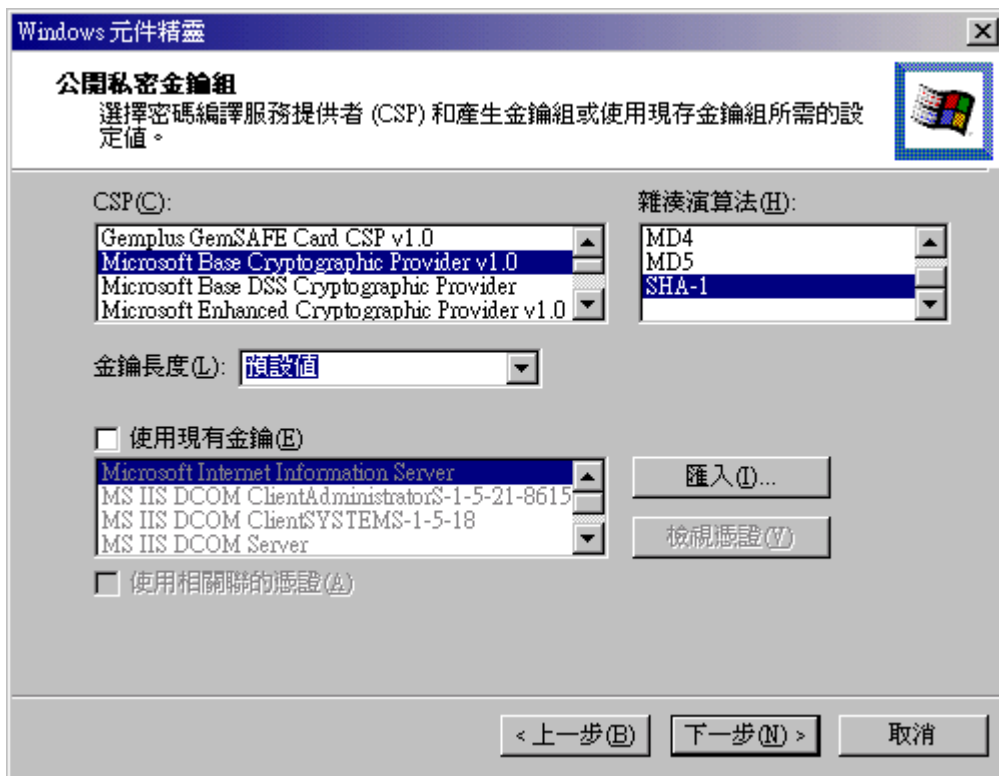 Windows 元件精靈
公開私密金鑰組
選擇密碼編譯服務提供者 (CSP) 和產生金鑰組或使用現存金鑰組所需的設
定值。
CSP(C):
Gemplus GemSAFE Card CSP v1.0
Microsoft Base Cryptographic Provider v1.0
Microsoft Base DSS Cryptographic Provider
Microsoft Enhanced Cryptographic Provider v1.0
雜湊演算法(H):
MD4
MD5
SHA-1
金鑰長度(L): 預設值
使用現有金鑰(E)
Microsoft Internet Information Server
MS IIS DCOM ClientAdministratorS-1-5-21-8615
MS IIS DCOM ClientSYSTEMS-1-5-18
MS IIS DCOM Server
匯入(I)...
檢視憑證(V)
使用相關聯的憑證(A)
< 上一步(B)
下一步(N) >
取消